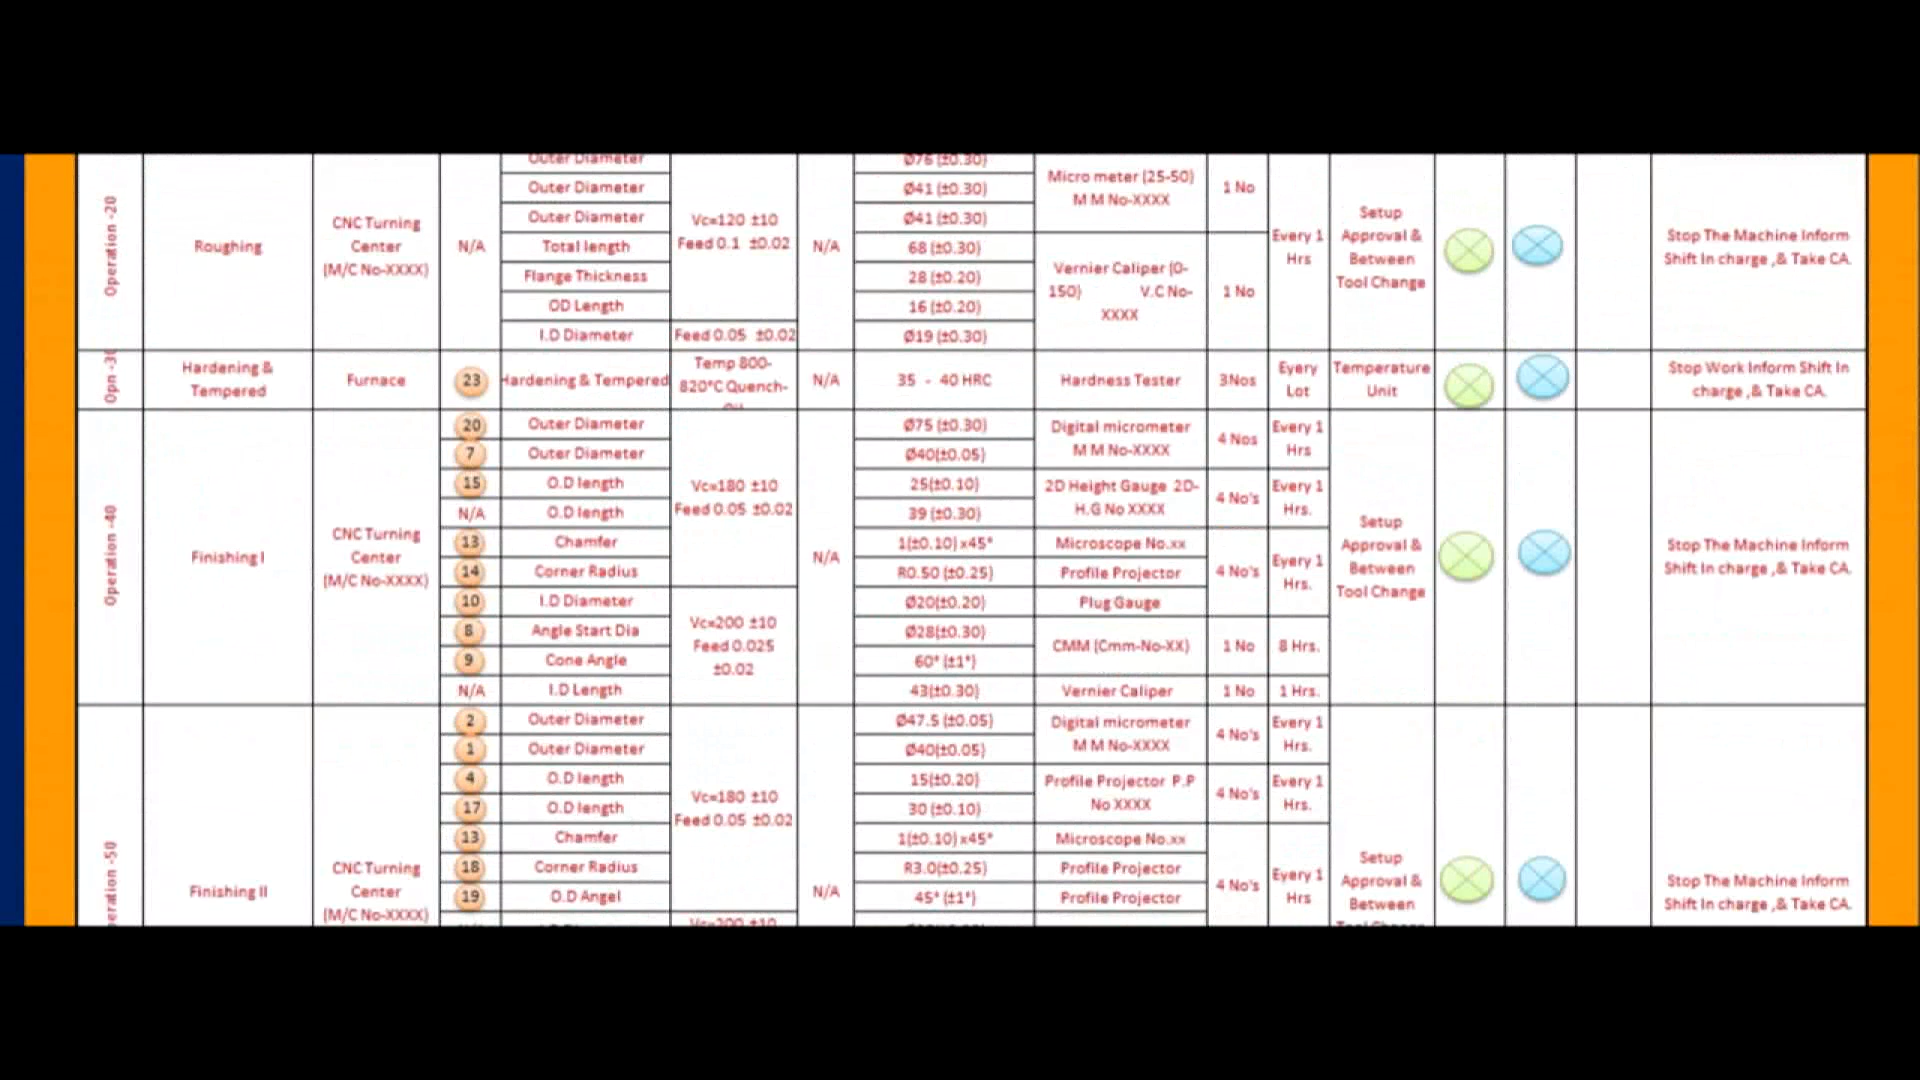 Operation -20
Roughing
CNC Turning
Center
(M/C No-XXXX)
N/A
Outer Diameter
Outer Diameter
Outer Diameter
Total length
Flange Thickness
OD Length
I.D Diameter
Vc=120 ±10
Feed 0.1 ±0.02
Feed 0.05 ±0.02
N/A
Ø76 (±0.30)
Ø41 (±0.30)
Ø41 (±0.30)
68 (±0.30)
28 (±0.20)
16 (±0.20)
Ø19 (±0.30)
Micro meter (25-50)
M M No-XXXX
Vernier Caliper (0-
150) V.C No-
XXXX
1 No
1 No
Every 1
Hrs
Setup
Approval &
Between
Tool Change
Stop The Machine Inform
Shift In charge ,& Take CA.
Opn -30
Hardening &
Tempered
Furnace
23
Hardening & Tempered
Temp 800-
820°C Quench-
N/A
35 - 40 HRC
Hardness Tester
3Nos
Eyery
Lot
Temperature
Unit
Stop Work Inform Shift In
charge ,& Take CA.
Operation -40
Finishing I
CNC Turning
Center
(M/C No-XXXX)
20
7
15
N/A
13
14
10
8
9
N/A
Outer Diameter
Outer Diameter
O.D length
O.D length
Chamfer
Corner Radius
I.D Diameter
Angle Start Dia
Cone Angle
I.D Length
Vc=180 ±10
Feed 0.05 ±0.02
Vc=200 ±10
Feed 0.025
±0.02
N/A
Ø75 (±0.30)
Ø40(±0.05)
25(±0.10)
39 (±0.30)
1(±0.10) x45°
R0.50 (±0.25)
Ø20(±0.20)
Ø28(±0.30)
60° (±1°)
43(±0.30)
Digital micrometer
M M No-XXXX
2D Height Gauge 2D-
H.G No XXXX
Microscope No.xx
Profile Projector
Plug Gauge
CMM (Cmm-No-XX)
Vernier Caliper
4 Nos
4 No's
4 No's
1 No
1 No
Every 1
Hrs
Every 1
Hrs.
Eyery 1
Hrs.
8 Hrs.
1 Hrs.
Setup
Approval &
Between
Tool Change
Stop The Machine Inform
Shift In charge ,& Take CA.
eration -50
Finishing II
CNC Turning
Center
(M/C No-XXXX)
2
1
4
17
13
18
19
Outer Diameter
Outer Diameter
O.D length
O.D length
Chamfer
Corner Radius
O.D Angel
Vc=180 ±10
Feed 0.05 ±0.02
Vc=200 ±10
N/A
Ø47.5 (±0.05)
Ø40(±0.05)
15(±0.20)
30 (±0.10)
1(±0.10) x45°
R3.0(±0.25)
45° (±1°)
Digital micrometer
M M No-XXXX
Profile Projector P.P
No XXXX
Microscope No.xx
Profile Projector
Profile Projector
4 No's
4 No's
4 No's
Every 1
Hrs.
Every 1
Hrs.
Eyery 1
Hrs
Setup
Approval &
Between
Tool Change
Stop The Machine Inform
Shift In charge ,& Take CA.